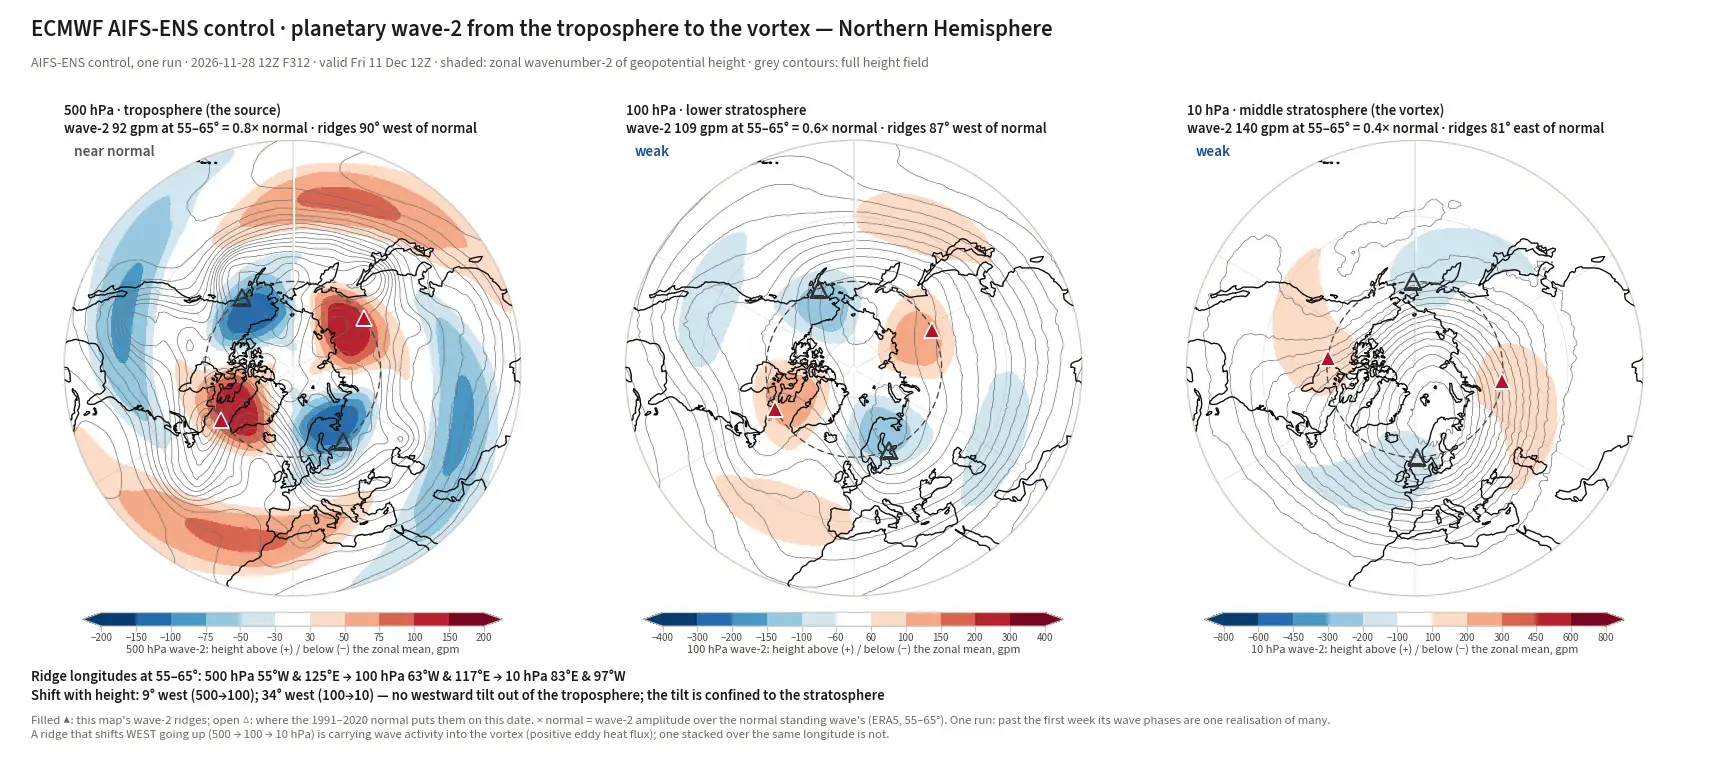 ECMWF AIFS-ENS control · planetary wave-2 from the troposphere to the vortex — Northern Hemisphere
AIFS-ENS control, one run · 2026-11-28 12Z F312 · valid Fri 11 Dec 12Z · shaded: zonal wavenumber-2 of geopotential height · grey contours: full height field
500 hPa · troposphere (the source)
wave-2 92 gpm at 55–65° = 0.8× normal · ridges 90° west of normal
near normal
100 hPa · lower stratosphere
wave-2 109 gpm at 55–65° = 0.6× normal · ridges 87° west of normal
weak
10 hPa · middle stratosphere (the vortex)
wave-2 140 gpm at 55–65° = 0.4× normal · ridges 81° east of normal
weak
−200 −150 −100 −75 −50 −30 30 50 75 100 150 200
500 hPa wave-2: height above (+) / below (−) the zonal mean, gpm
−400 −300 −200 −150 −100 −60 60 100 150 200 300 400
100 hPa wave-2: height above (+) / below (−) the zonal mean, gpm
−800 −600 −450 −300 −200 −100 100 200 300 450 600 800
10 hPa wave-2: height above (+) / below (−) the zonal mean, gpm
Ridge longitudes at 55–65°: 500 hPa 55°W & 125°E → 100 hPa 63°W & 117°E → 10 hPa 83°E & 97°W
Shift with height: 9° west (500→100); 34° west (100→10) — no westward tilt out of the troposphere; the tilt is confined to the stratosphere
Filled ▲: this map's wave-2 ridges; open △: where the 1991–2020 normal puts them on this date. × normal = wave-2 amplitude over the normal standing wave's (ERA5, 55–65°). One run: past the first week its wave phases are one realisation of many.
A ridge that shifts WEST going up (500 → 100 → 10 hPa) is carrying wave activity into the vortex (positive eddy heat flux); one stacked over the same longitude is not.